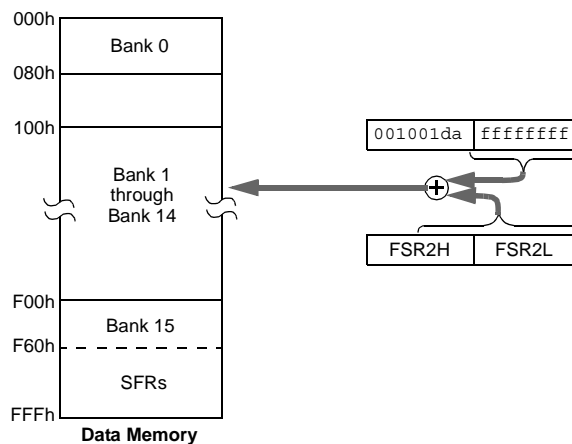 000h
Bank 0
080h
100h
001001da ffffffff
Bank 1
through
Bank 14
FSR2H FSR2L
F00h
Bank 15
F60h
SFRs
FFFh
Data Memory